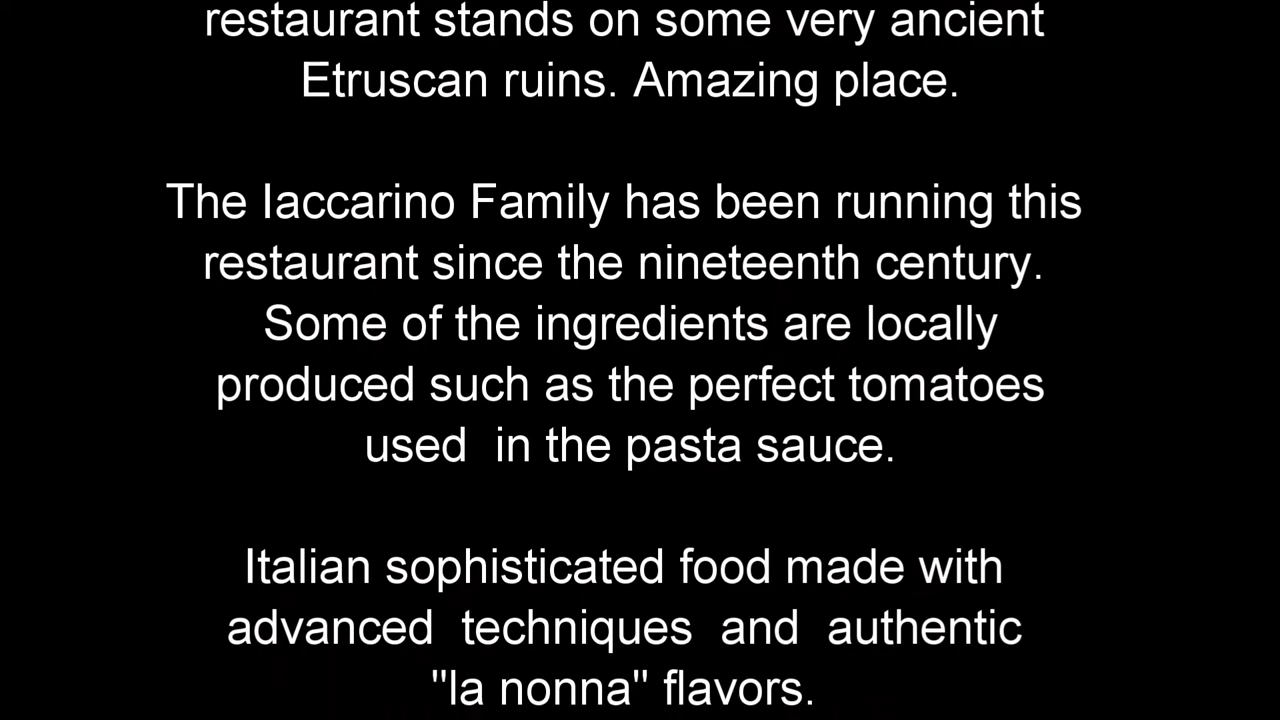 restaurant stands on some very ancient
Etruscan ruins. Amazing place.
The Iaccarino Family has been running this
restaurant since the nineteenth century.
Some of the ingredients are locally
produced such as the perfect tomatoes
used  in the pasta sauce.
Italian sophisticated food made with
advanced  techniques  and  authentic
"la nonna" flavors.